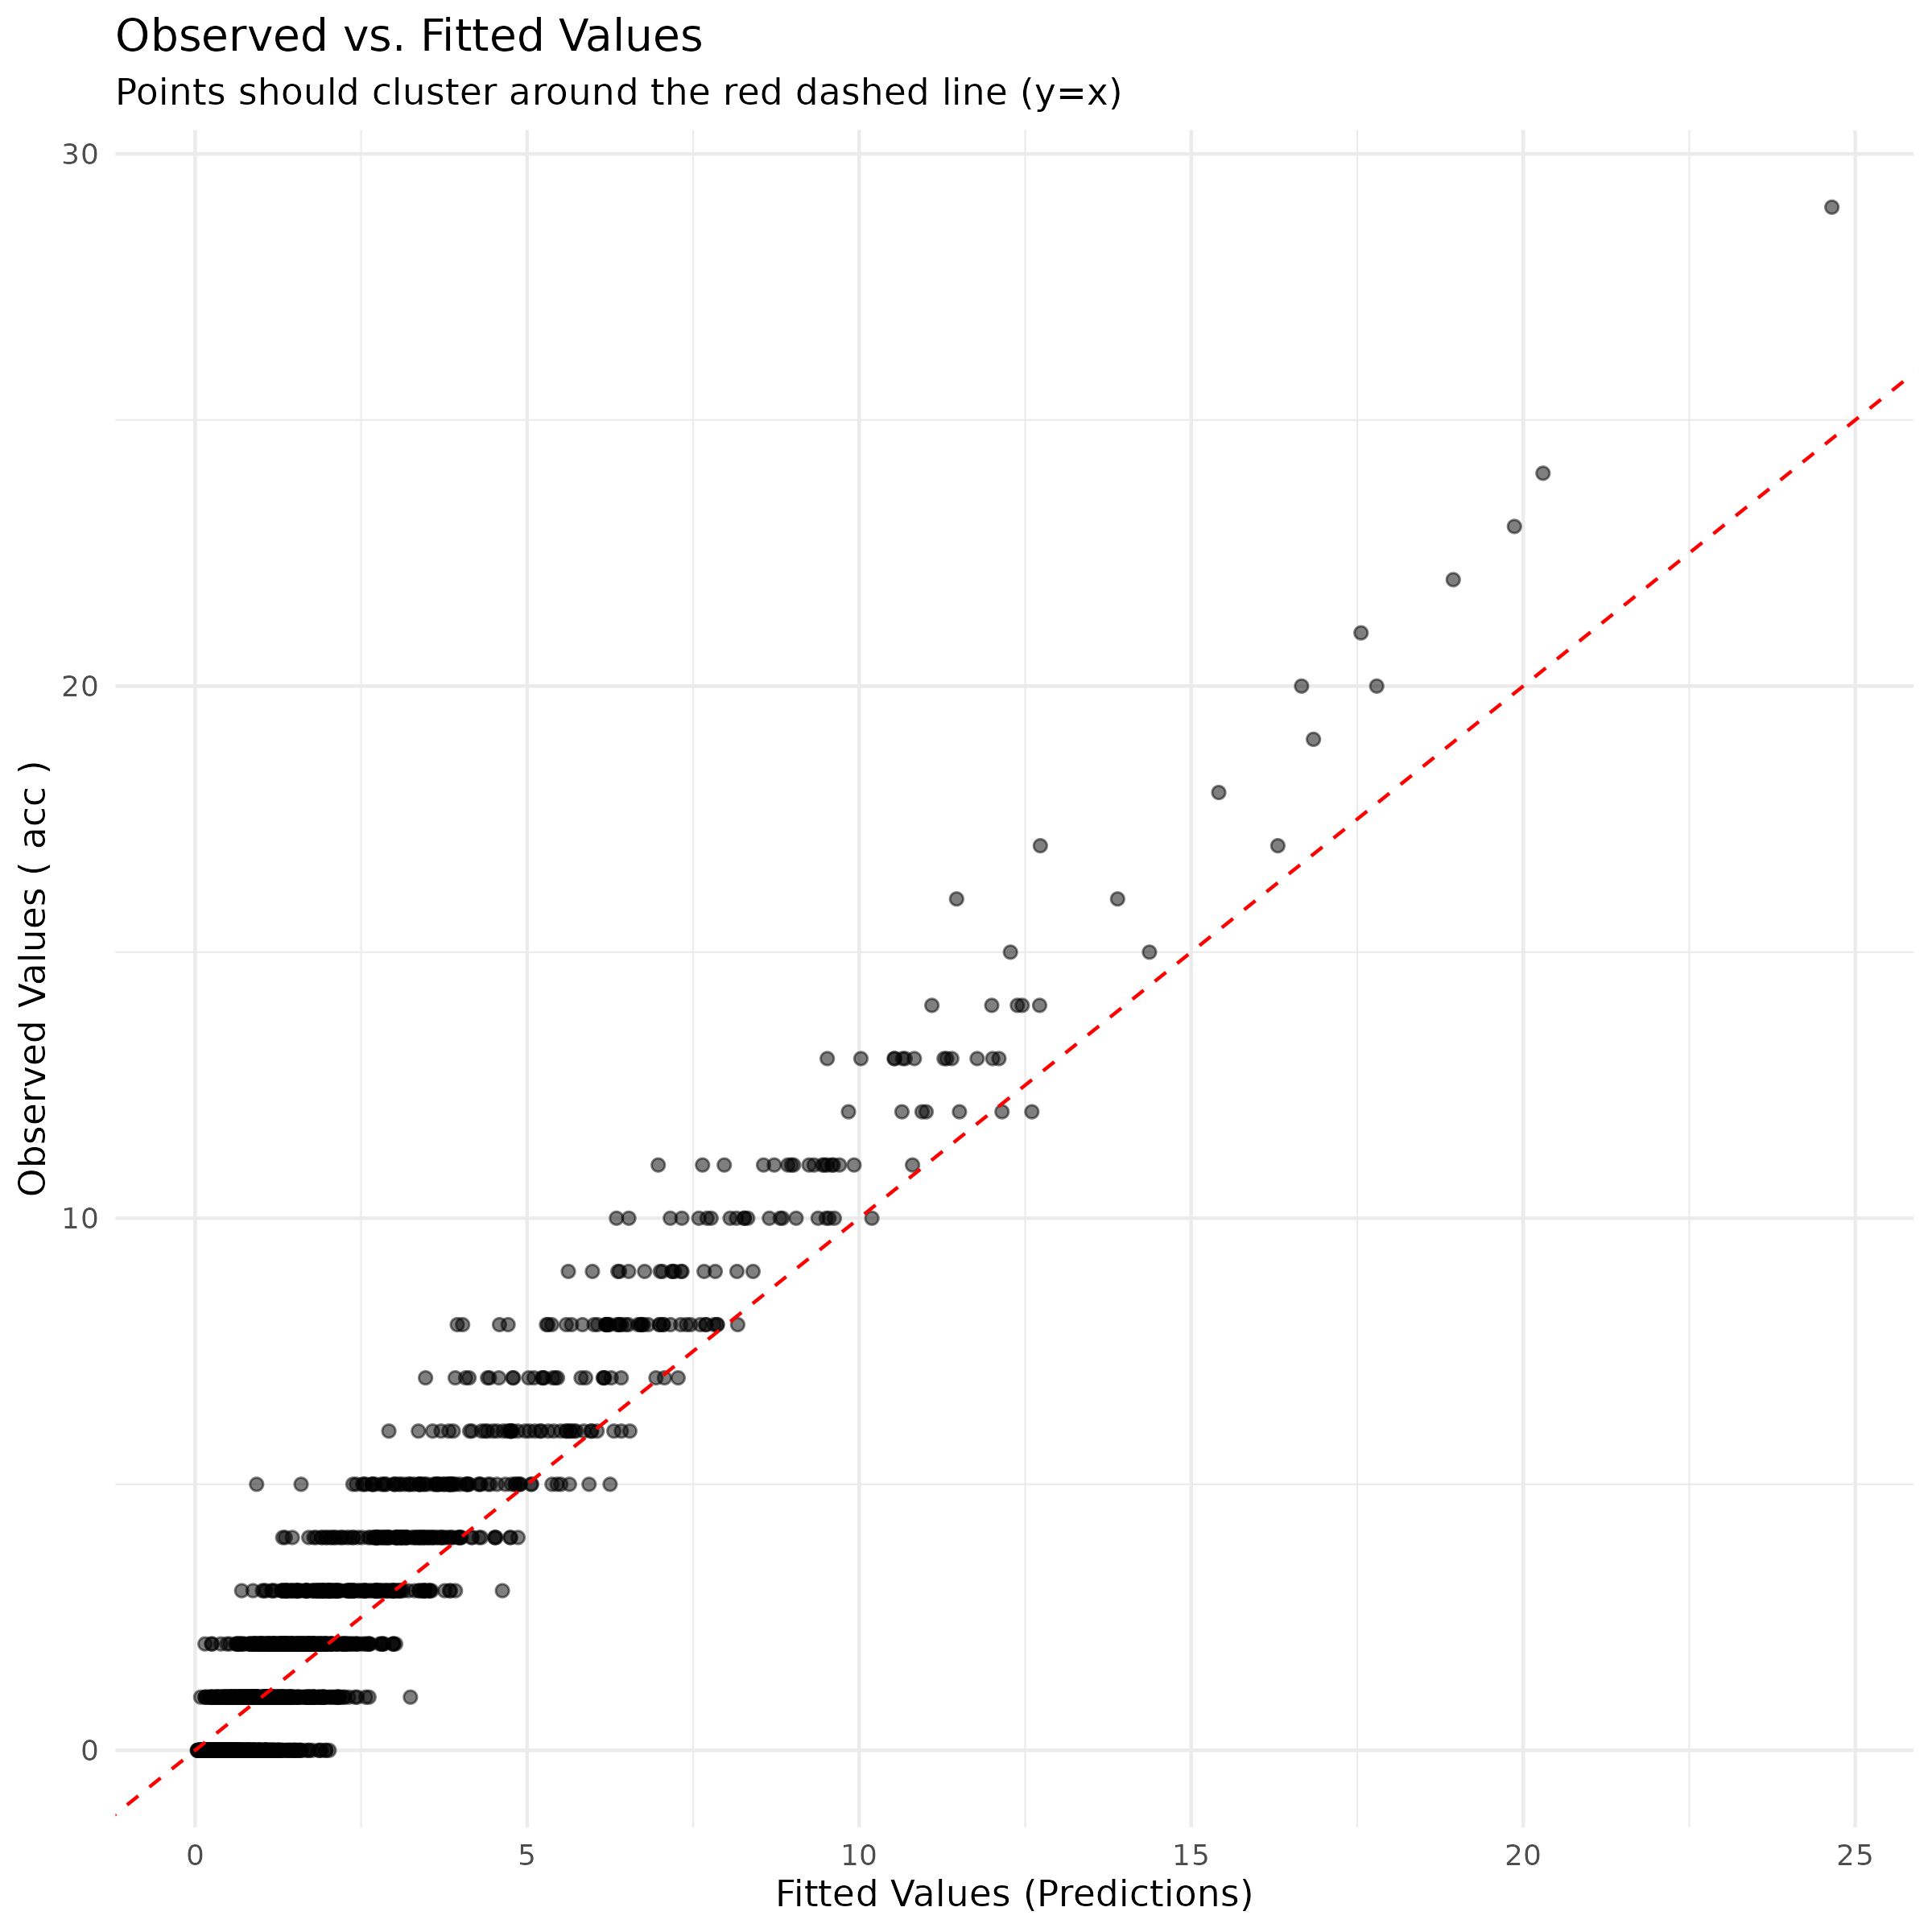 Observed vs. Fitted Values
Points should cluster around the red dashed line (y=x)
30
20
10
0
Observed Values ( acc )
0 5 10 15 20 25
Fitted Values (Predictions)